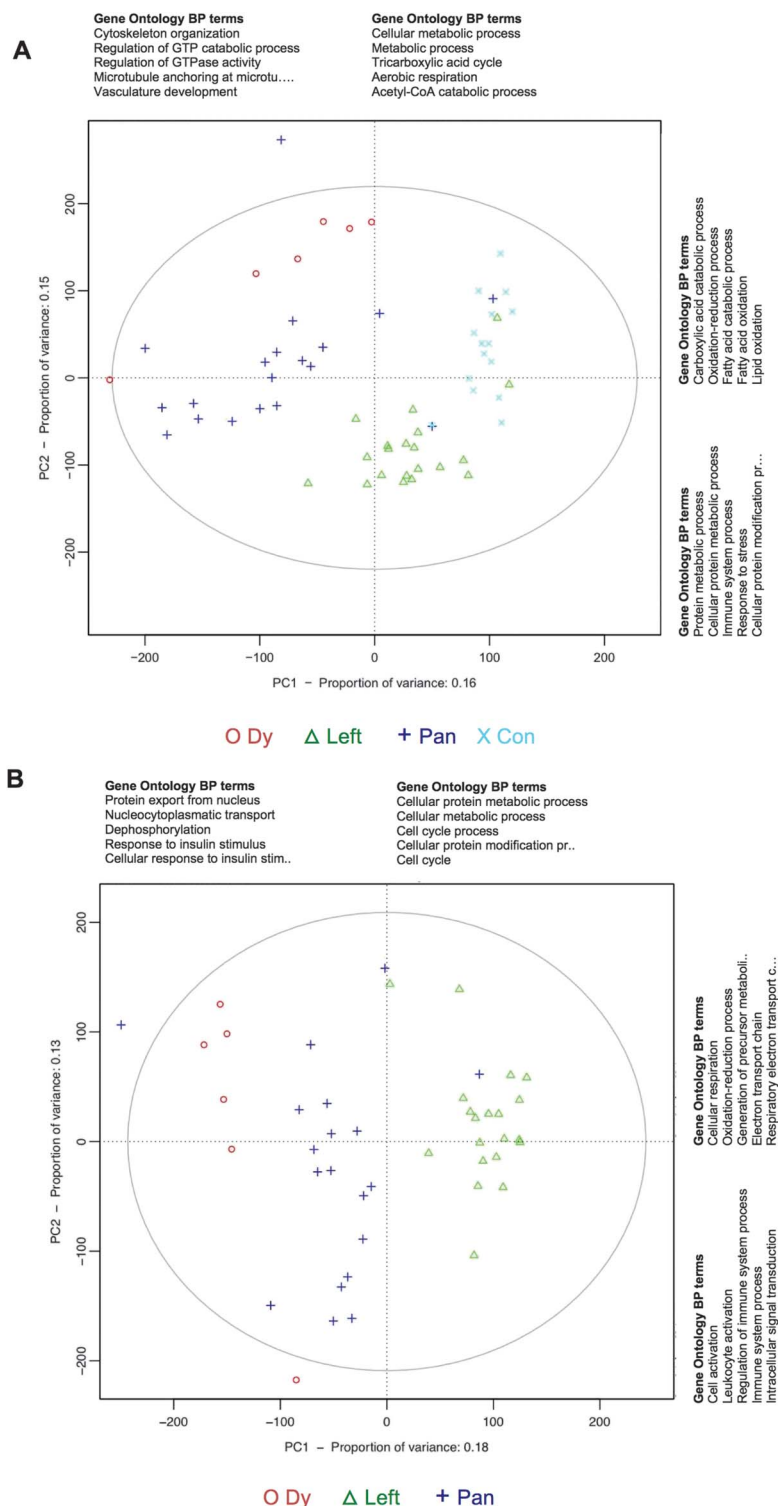 A
Gene Ontology BP terms
Cytoskeleton organization
Regulation of GTP catabolic process
Regulation of GTPase activity
Microtubule anchoring at microtu....
Vasculature development
Gene Ontology BP terms
Cellular metabolic process
Metabolic process
Tricarboxylic acid cycle
Aerobic respiration
Acetyl-CoA catabolic process
200
100
0
−100
−200
PC2 − Proportion of variance: 0.15
−200
−100
0
100
200
PC1 − Proportion of variance: 0.16
Gene Ontology BP terms
Carboxylic acid catabolic process
Oxidation-reduction process
Fatty acid catabolic process
Fatty acid oxidation
Lipid oxidation
Gene Ontology BP terms
Protein metabolic process
Cellular protein metabolic process
Immune system process
Response to stress
Cellular protein modification pr...
O Dy Δ Left + Pan X Con
B
Gene Ontology BP terms
Protein export from nucleus
Nucleocytoplasmatic transport
Dephosphorylation
Response to insulin stimulus
Cellular response to insulin stim..
Gene Ontology BP terms
Cellular protein metabolic process
Cellular metabolic process
Cell cycle process
Cellular protein modification pr..
Cell cycle
200
100
0
−100
−200
PC2 − Proportion of variance: 0.13
−200
−100
0
100
200
PC1 − Proportion of variance: 0.18
Gene Ontology BP terms
Cellular respiration
Oxidation-reduction process
Generation of precursor metaboli..
Electron transport chain
Respiratory electron transport c...
Gene Ontology BP terms
Cell activation
Leukocyte activation
Regulation of immune system process
Immune system process
Intracellular signal transduction
O Dy Δ Left + Pan